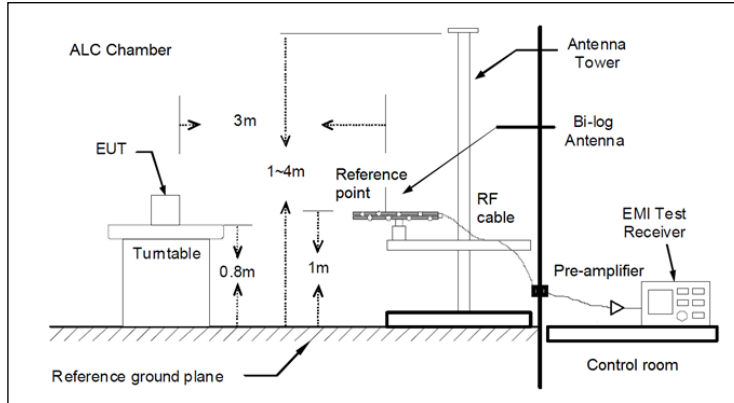 ALC Chamber
Antenna
Tower
3m
Bi-log
Antenna
EUT
1~4m
Reference
point
RF
cable
EMI Test
Receiver
Turntable
0.8m
1m
Pre-amplifier
Reference ground plane
Control room